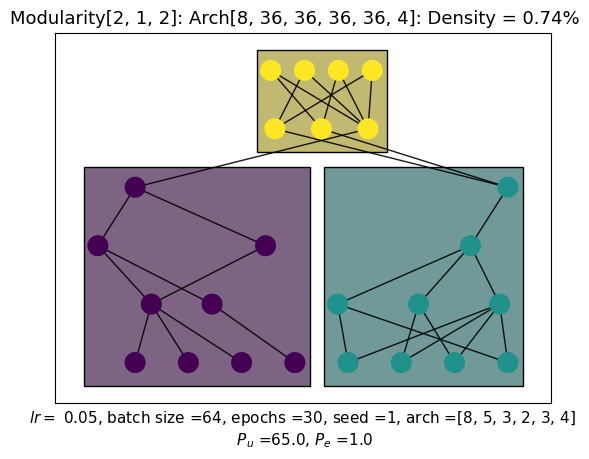 Modularity[2, 1, 2]: Arch[8, 36, 36, 36, 36, 4]: Density = 0.74%
lr = 0.05, batch size =64, epochs =30, seed =1, arch =[8, 5, 3, 2, 3, 4]
P_u =65.0, P_e =1.0